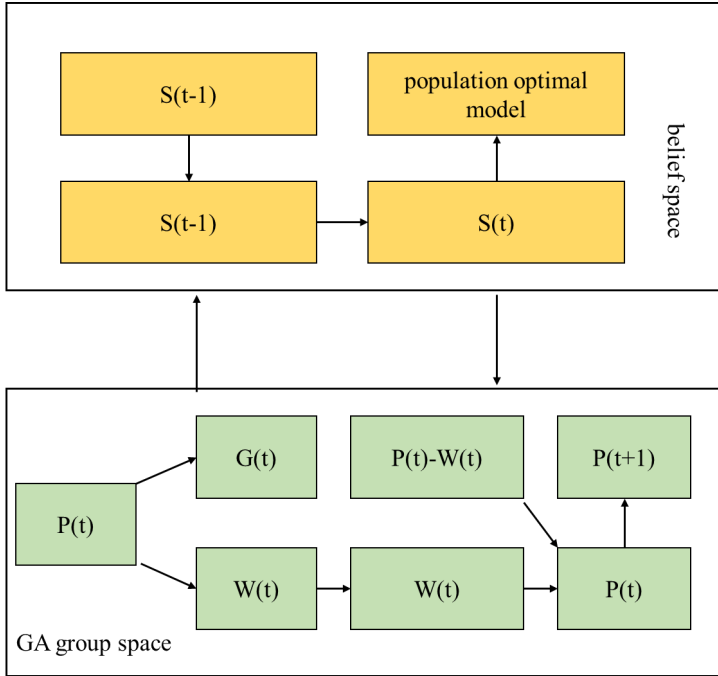 S(t-1)
population optimal
model
S(t-1)
S(t)
belief space
G(t)
P(t)-W(t)
P(t+1)
P(t)
W(t)
W(t)
P(t)
GA group space